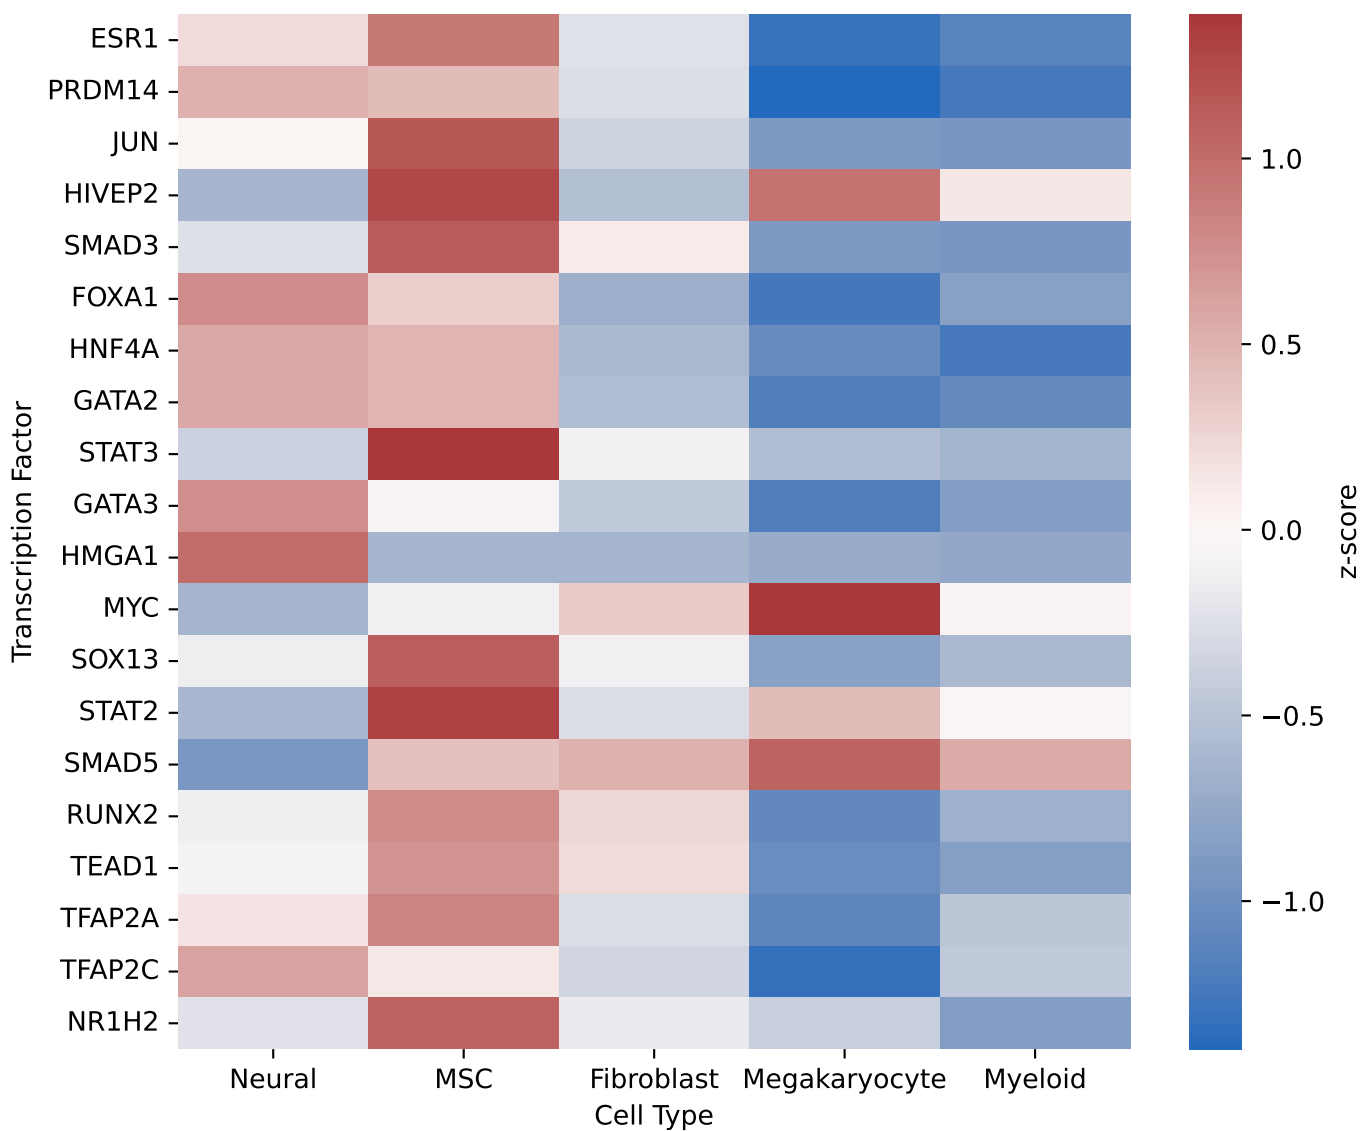 ESR1
PRDM14
JUN
HIVEP2
SMAD3
FOXA1
HNF4A
GATA2
STAT3
GATA3
HMGA1
MYC
SOX13
STAT2
SMAD5
RUNX2
TEAD1
TFAP2A
TFAP2C
NR1H2
Transcription Factor
Neural MSC Fibroblast Megakaryocyte Myeloid
Cell Type
1.0
0.5
0.0
−0.5
−1.0
z-score